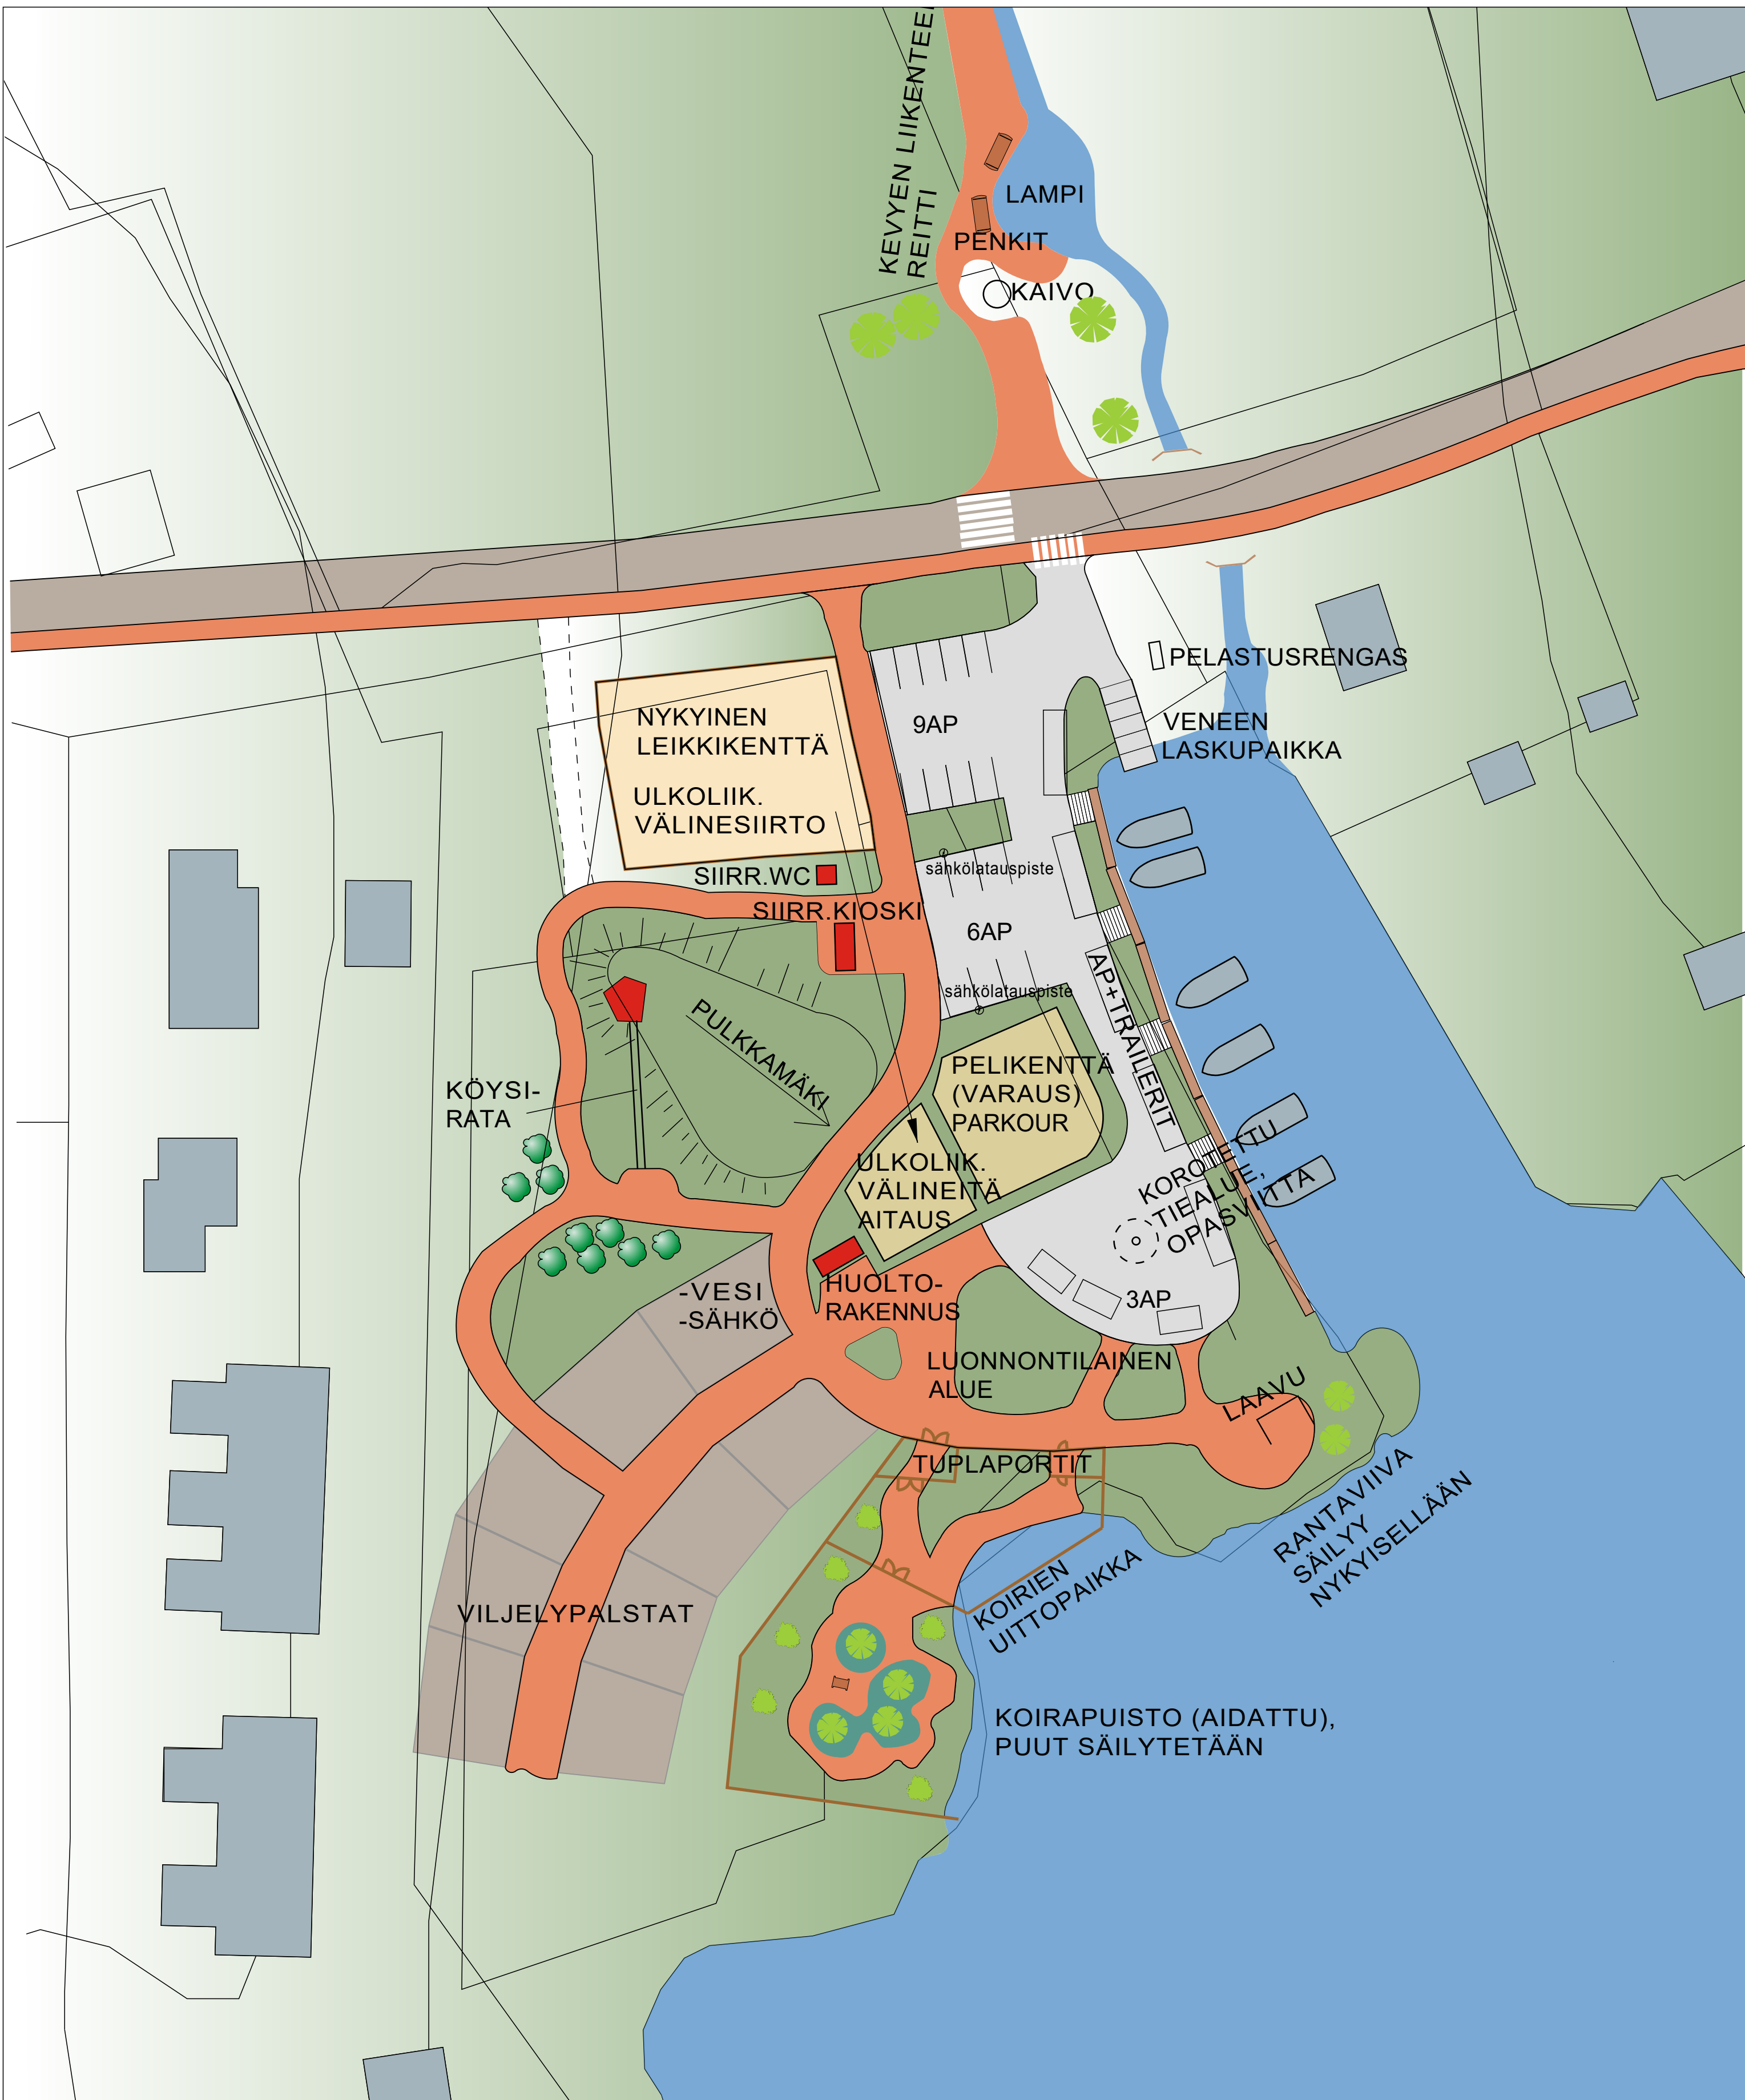 KEVYEN LIIKENTEEN
REITTI
LAMPI
PENKIT
KAIVO
PELASTUSRENGAS
NYKYINEN
LEIKKIKENTTÄ
ULKOLIIK.
VÄLINESIIRTO
9AP
VENEEN
LASKUPAIKKA
SIIRR.WC
sähkölatauspiste
SIIRR.KIOSKI
6AP
sähkölatauspiste
AP+TRAILERIT
PULKKAMÄKI
KÖYSI-
RATA
PELIKENTTÄ
(VARAUS)
PARKOUR
ULKOLIIK.
VÄLINEITÄ
AITAUS
KOROTETTU
TIEALUE,
OPASVIITTA
-VESI
-SÄHKÖ
HUOLTO-
RAKENNUS
3AP
LUONNONTILAINEN
ALUE
LAAVU
TUPLAPORTIT
RANTAVIIVA
SÄILYY
NYKYISELLÄÄN
KOIRIEN
UITTOPAIKKA
VILJELYPALSTAT
KOIRAPUISTO (AIDATTU),
PUUT SÄILYTETÄÄN